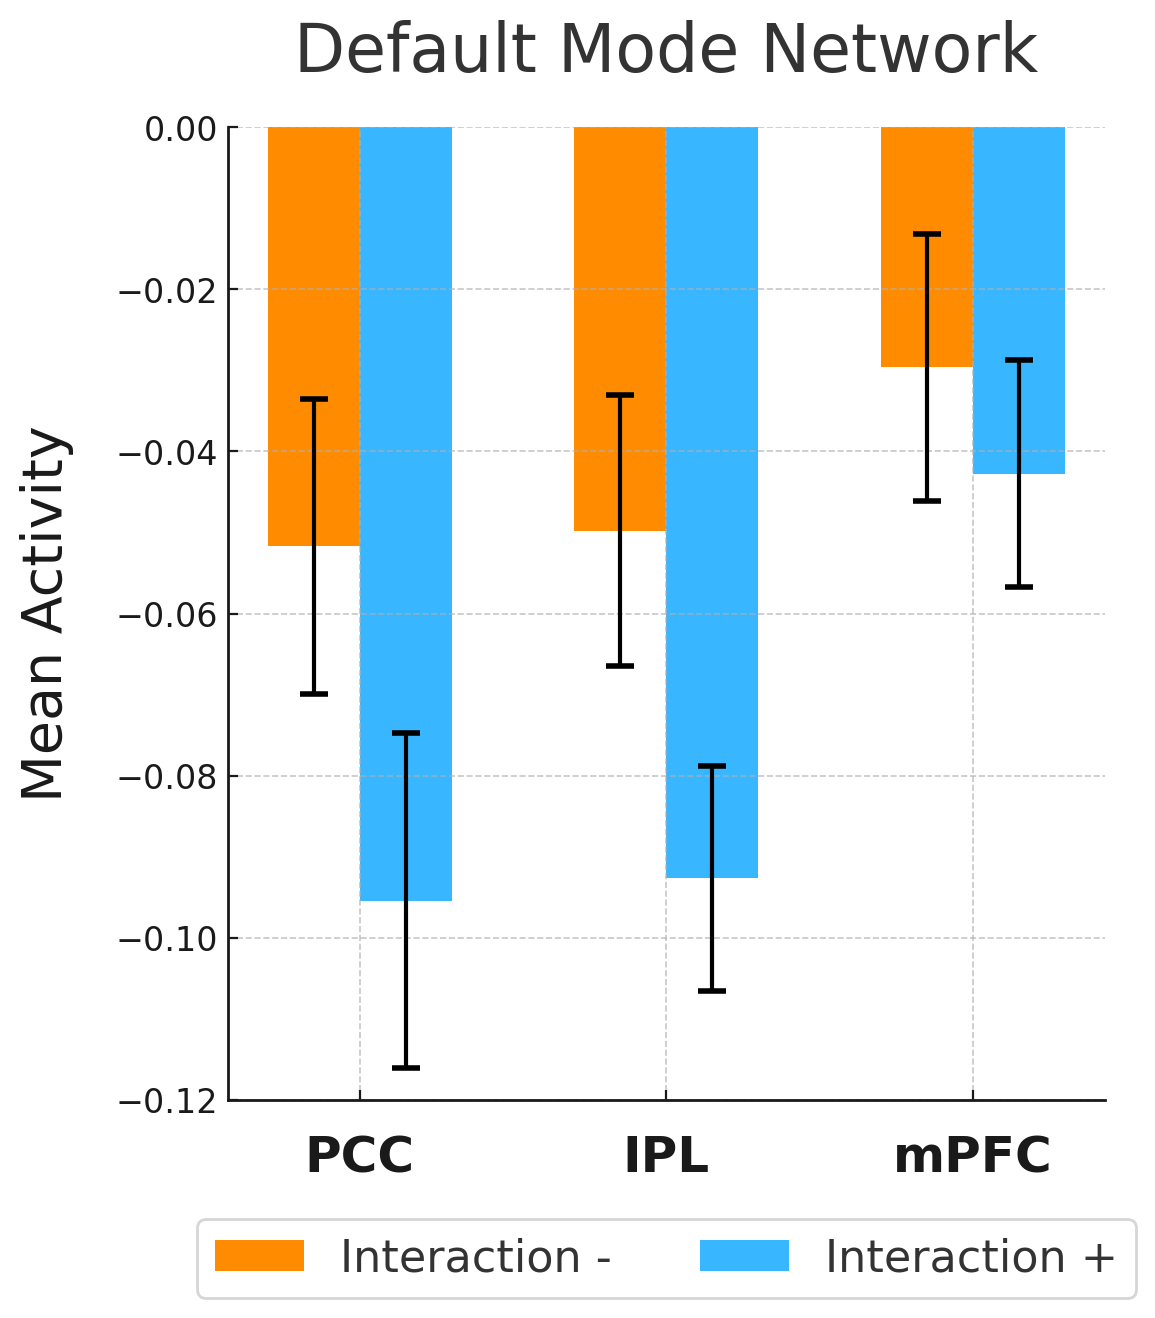 Default Mode Network
Mean Activity
0.00
−0.02
−0.04
−0.06
−0.08
−0.10
−0.12
PCC IPL mPFC
Interaction - Interaction +